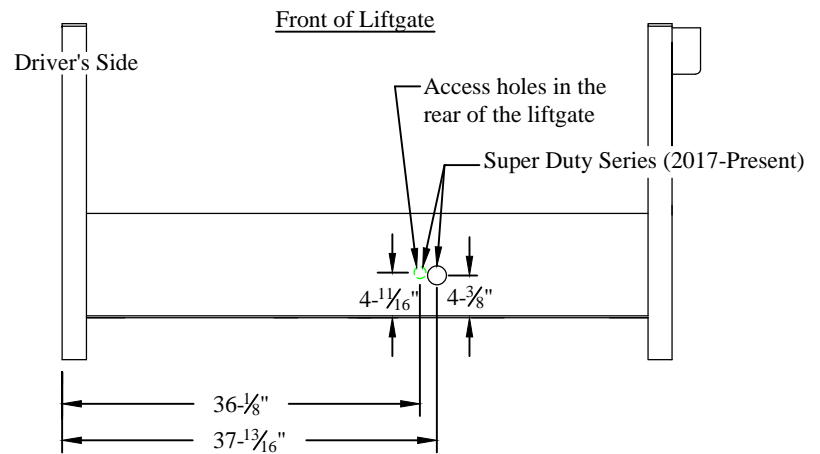 Front of Liftgate
Driver's Side
Access holes in the
rear of the liftgate
Super Duty Series (2017-Present)
4-11⁄16"
4-3⁄8"
36-1⁄8"
37-13⁄16"